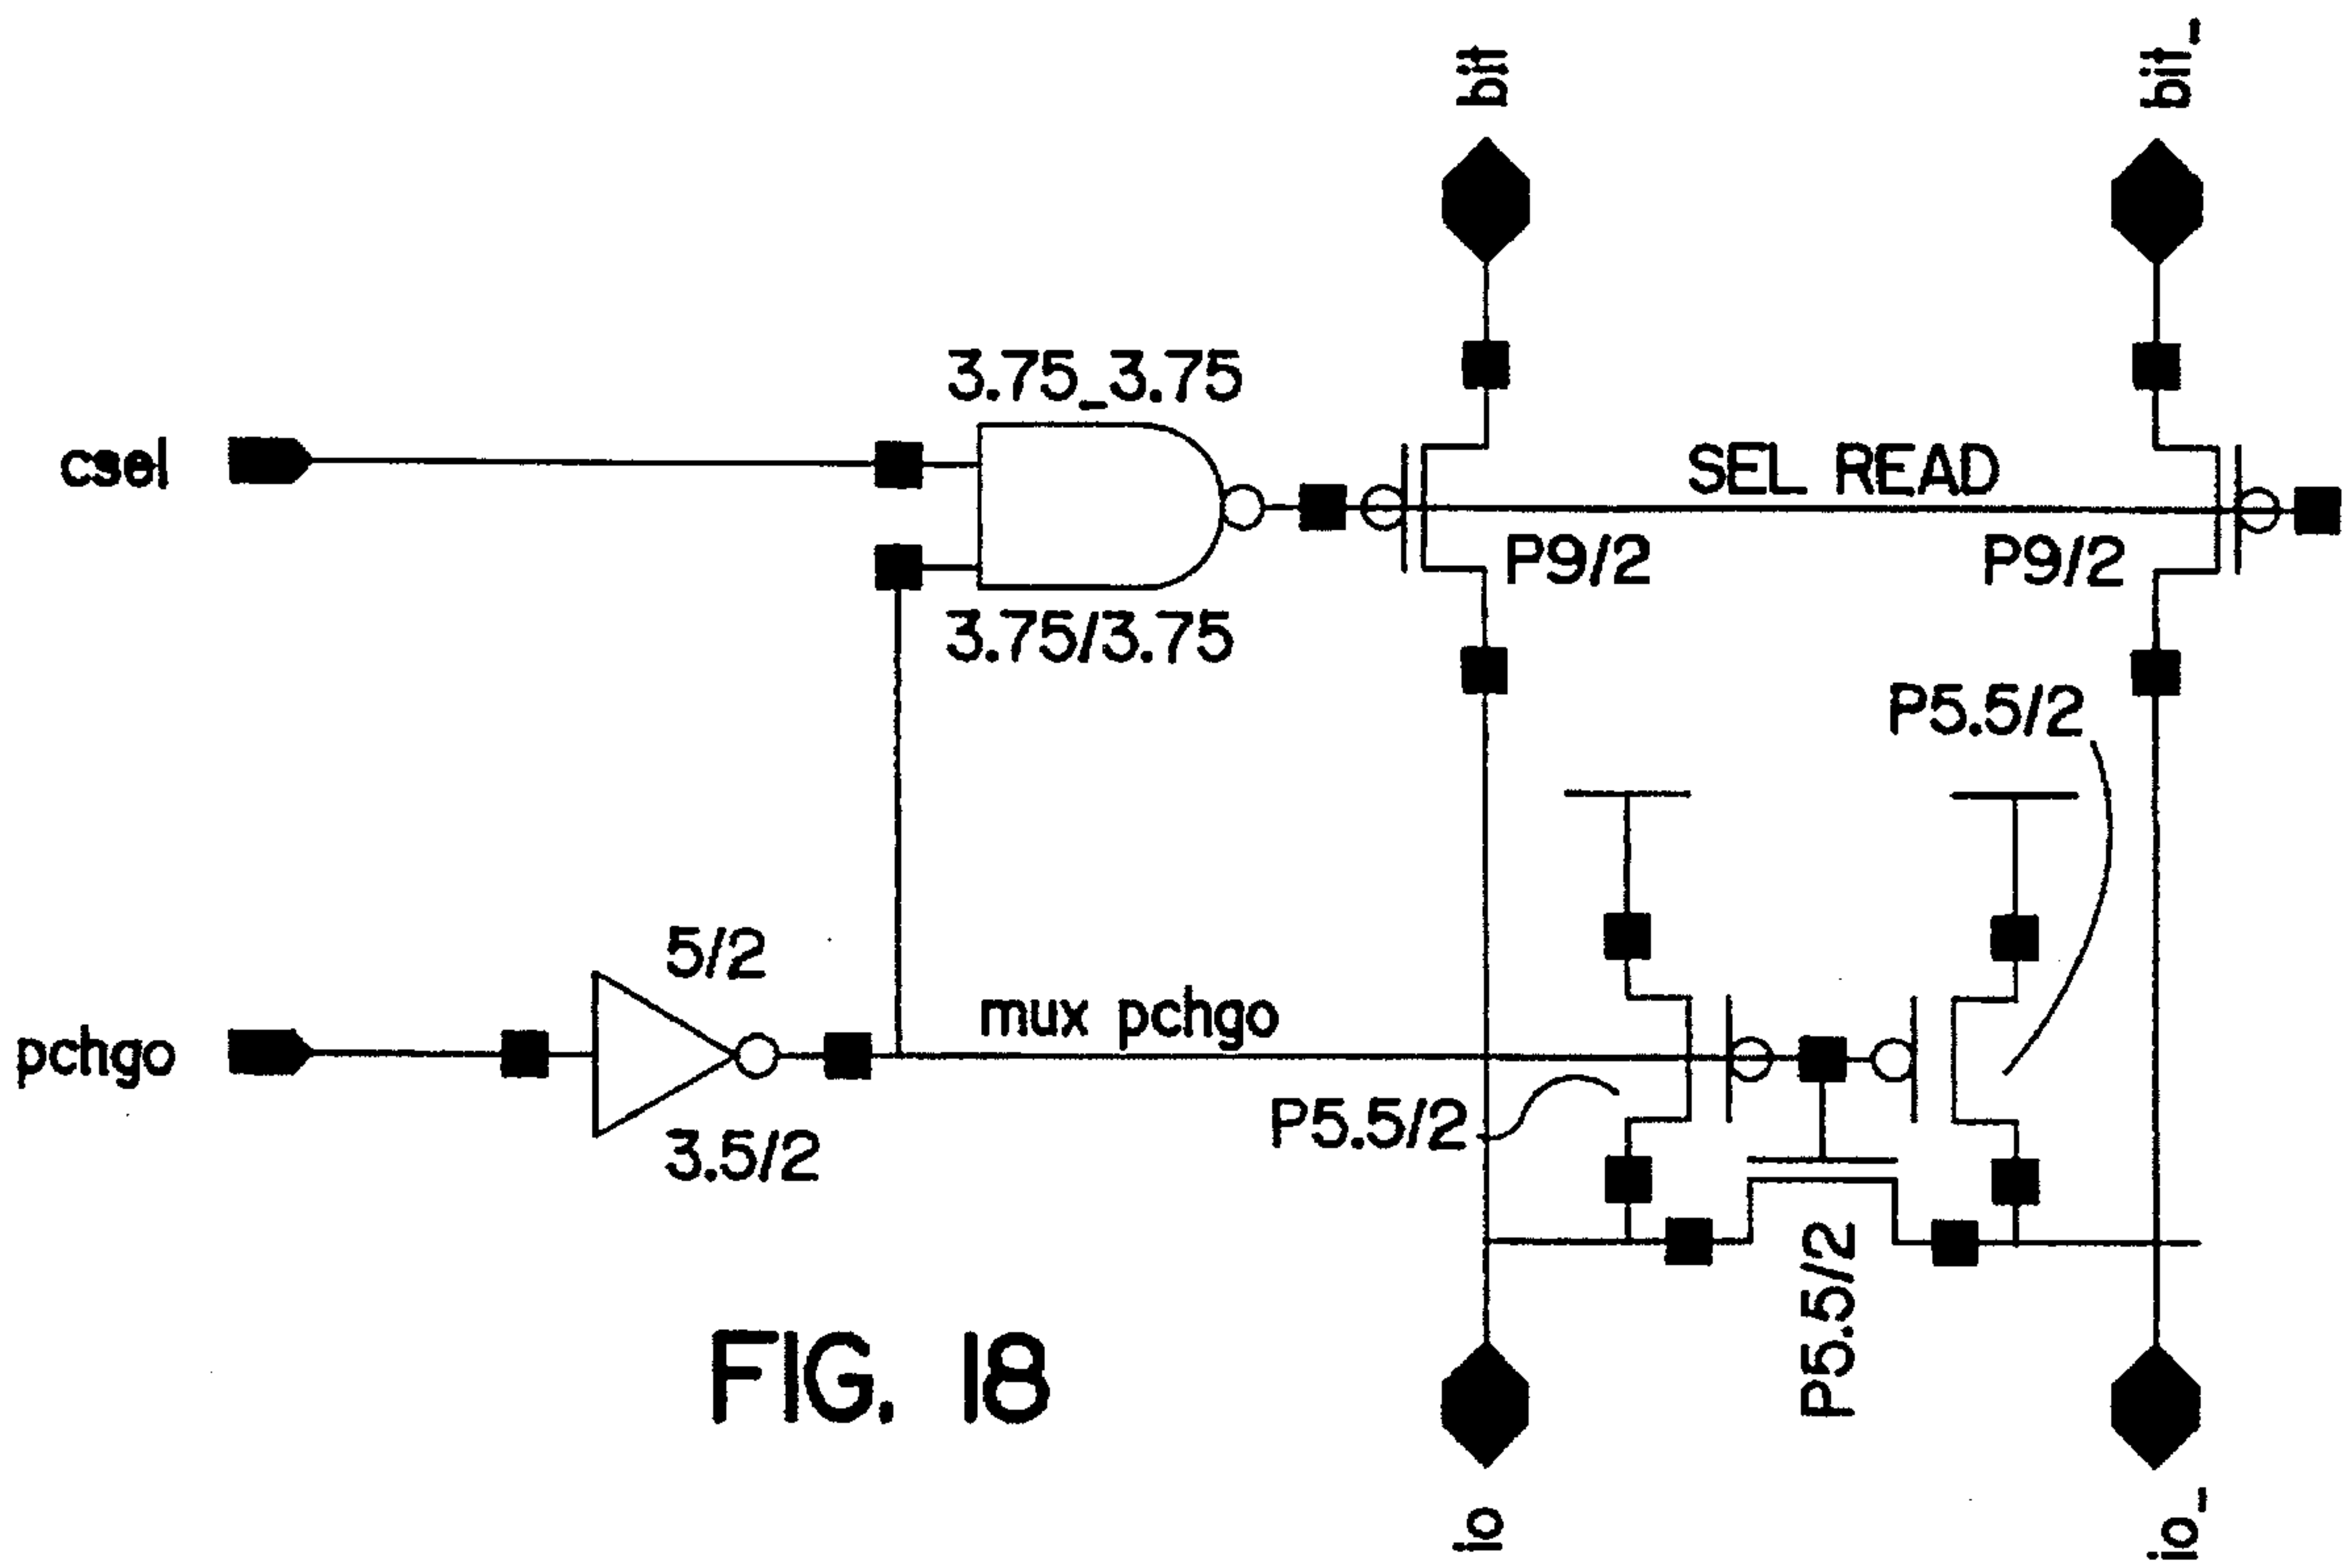 bit
bit_
3.75_3.75
csel
SEL READ
P9/2
P9/2
3.75/3.75
P5.5/2
5/2
mux pchgo
pchgo
P5.5/2
3.5/2
P5.5/2
FIG. 18
io
io_